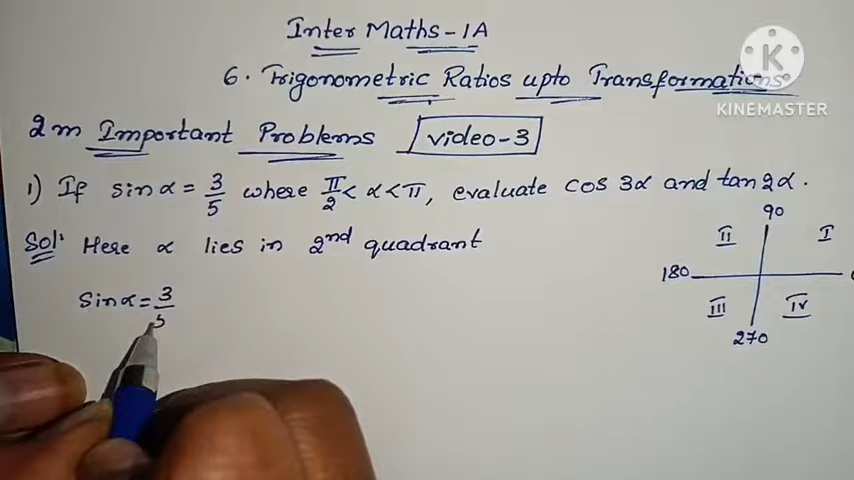 Inter Maths-1A
6. Trigonometric Ratios upto Transformations
K
KINEMASTER
2m Important Problems video-3
1) If sin α = 3/5 where π/2 < α < π, evaluate cos 3α and tan 2α.
Sol: Here α lies in 2nd quadrant
90
II I
180 0
III IV
270
Sin α = 3/5